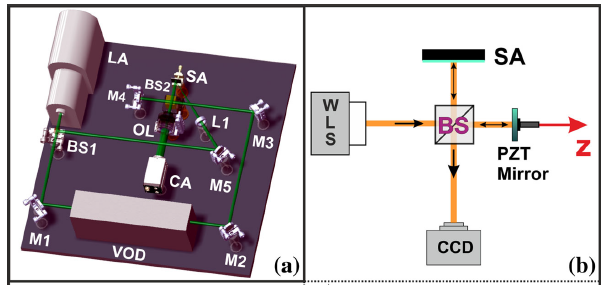 LA
SA
BS2
M4
OL
L1
M3
BS1
CA
M5
M1
VOD
M2
(a)
SA
W
L
S
BS
PZT
Mirror
Z
CCD
(b)